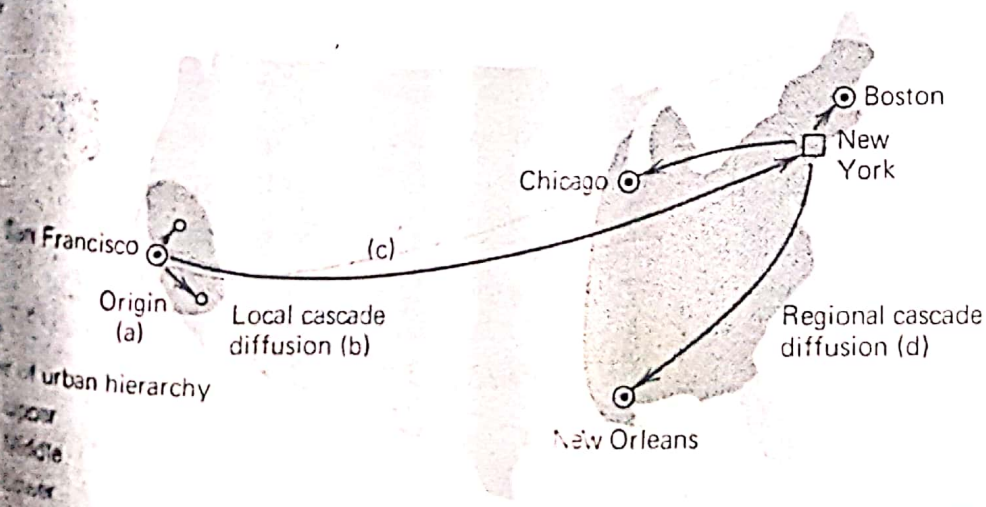 Boston
New
York
Chicago
Francisco
(c)
Origin
(a)
Local cascade
diffusion (b)
Regional cascade
diffusion (d)
urban hierarchy
New Orleans